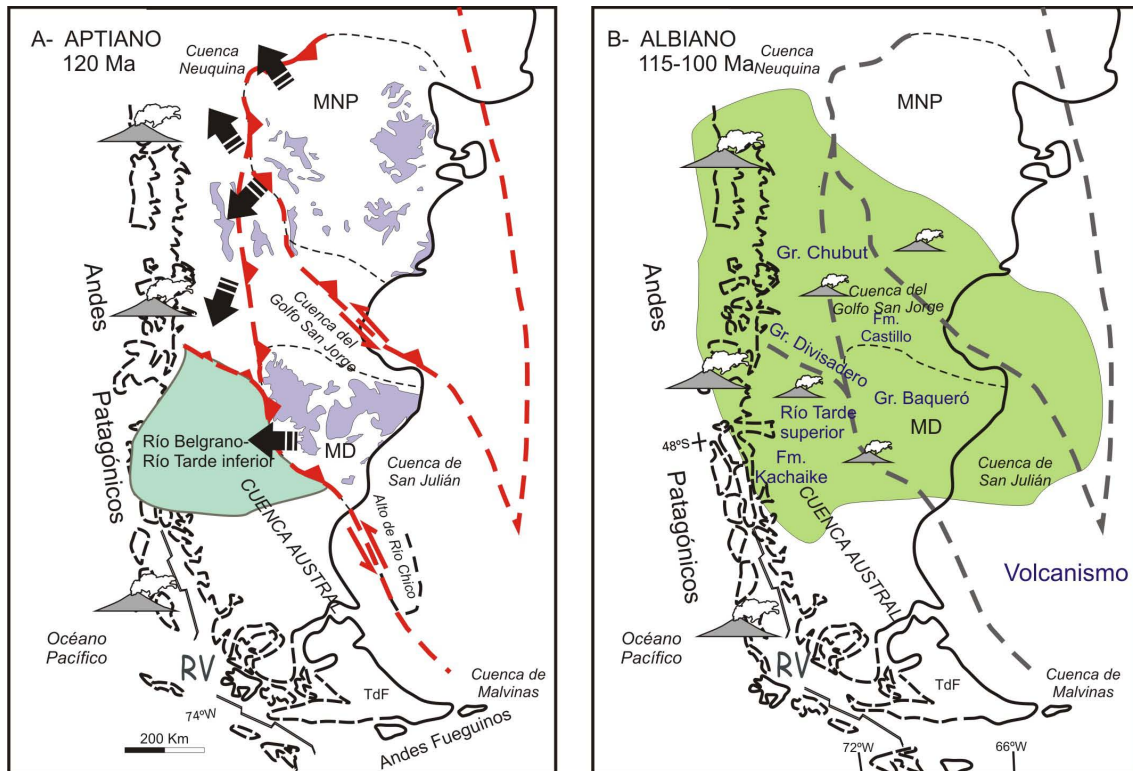 A- APTIANO
120 Ma
Cuenca
Neuquina
MNP
Andes
Patagónicos
Cuenca del
Golfo San Jorge
Río Belgrano-
Río Tarde inferior
MD
Cuenca de
San Julián
CUENCA AUSTRAL
Alto de Río Chico
Océano
Pacífico
RV
74ºW
TdF
Cuenca de
Malvinas
Andes Fueguinos
200 Km
B- ALBIANO
115-100 Ma
Cuenca
Neuquina
MNP
Andes
Patagónicos
Gr. Chubut
Cuenca del
Golfo San Jorge
Fm.
Castillo
Gr. Divisadero
Gr. Baqueró
Río Tarde
superior
MD
48ºS
Fm.
Kachaike
Cuenca de
San Julián
CUENCA AUSTRAL
Volcanismo
Océano
Pacífico
RV
TdF
Cuenca de
Malvinas
72ºW
66ºW